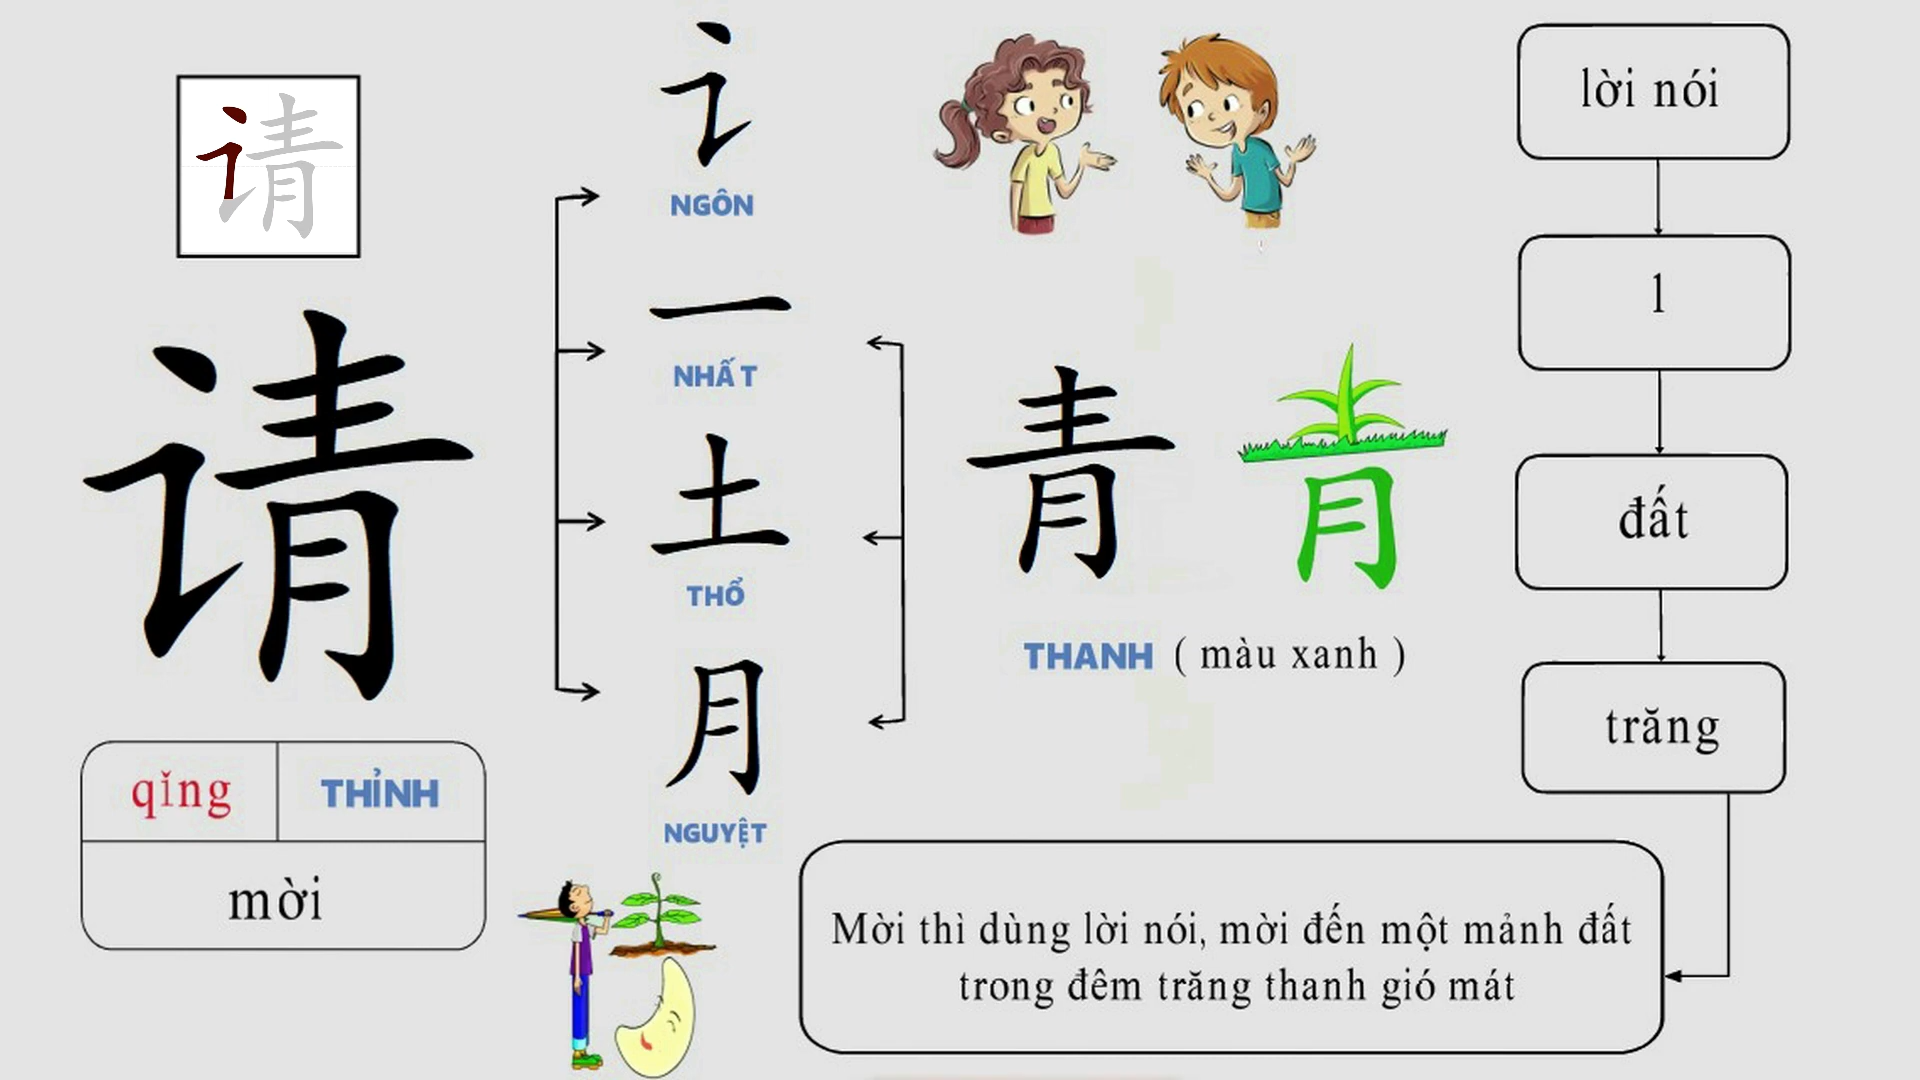 请
请
qǐng
THỈNH
mời
讠
NGÔN
一
NHẤT
土
THỔ
月
NGUYỆT
青
月
THANH ( màu xanh )
lời nói
1
đất
trăng
Mời thì dùng lời nói, mời đến một mảnh đất
trong đêm trăng thanh gió mát